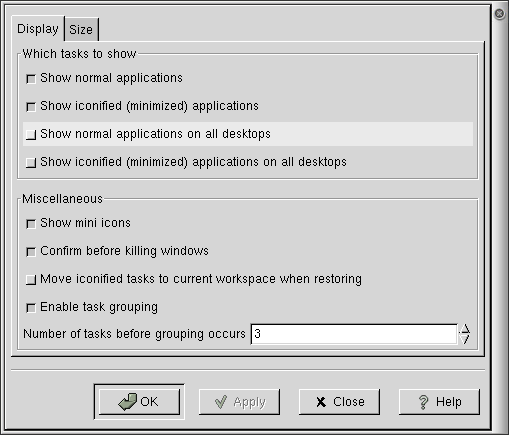 Display Size
Which tasks to show
Show normal applications
Show iconified (minimized) applications
Show normal applications on all desktops
Show iconified (minimized) applications on all desktops
Miscellaneous
Show mini icons
Confirm before killing windows
Move iconified tasks to current workspace when restoring
Enable task grouping
Number of tasks before grouping occurs 3
OK Apply Close Help